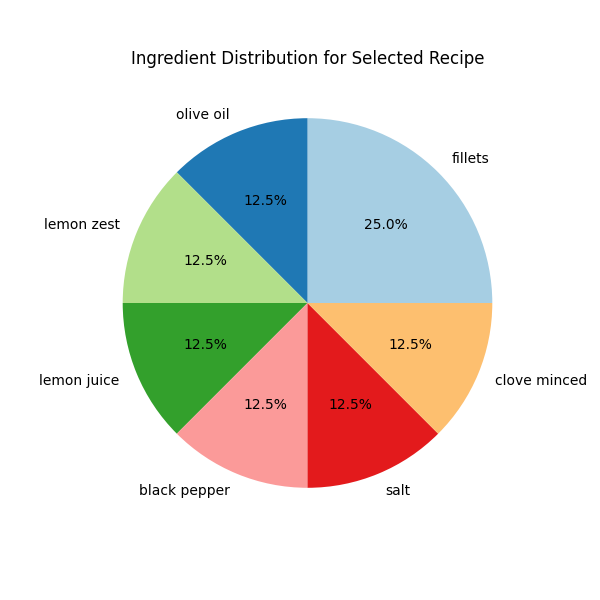 Ingredient Distribution for Selected Recipe
olive oil
fillets
12.5%
25.0%
lemon zest
12.5%
12.5%
12.5%
lemon juice
clove minced
12.5%
12.5%
black pepper
salt